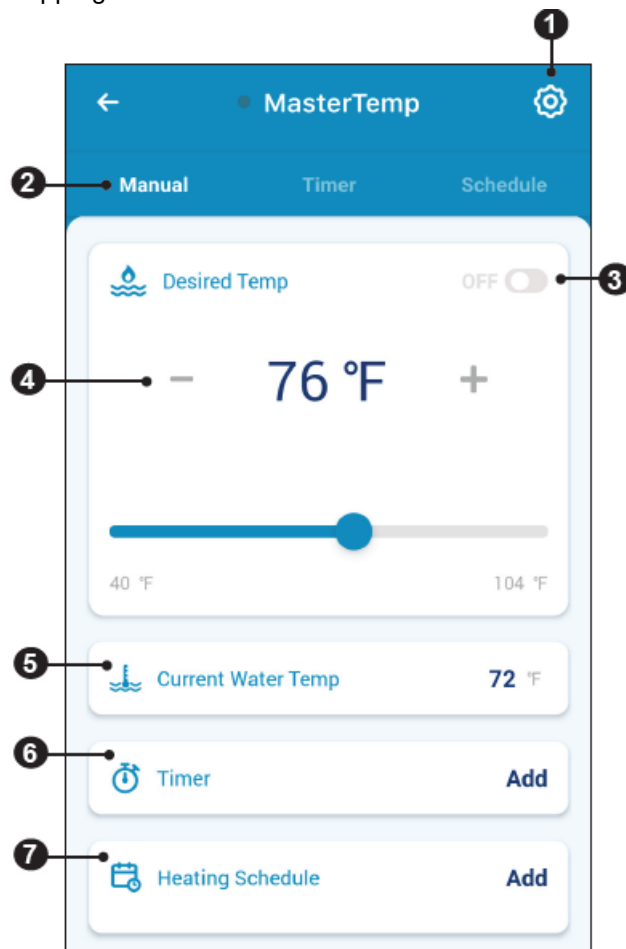 1
MasterTemp
2 Manual Timer Schedule
Desired Temp OFF 3
4 − 76 °F +
40 °F 104 °F
5 Current Water Temp 72 °F
6
Timer Add
7
Heating Schedule Add